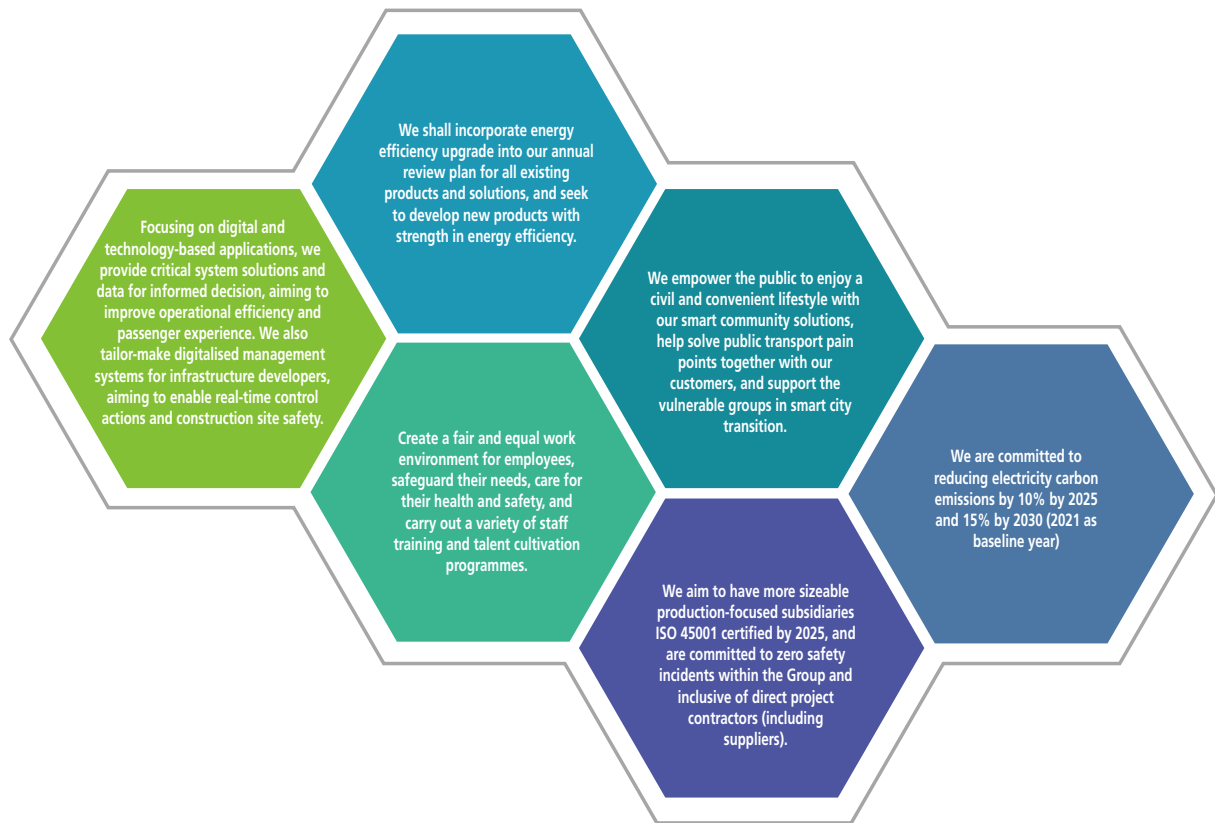 We shall incorporate energy
efficiency upgrade into our annual
review plan for all existing
products and solutions, and seek
to develop new products with
strength in energy efficiency.
Focusing on digital and
technology-based applications, we
provide critical system solutions and
data for informed decision, aiming to
improve operational efficiency and
passenger experience. We also
tailor-make digitalised management
systems for infrastructure developers,
aiming to enable real-time control
actions and construction site safety.
We empower the public to enjoy a
civil and convenient lifestyle with
our smart community solutions,
help solve public transport pain
points together with our
customers, and support the
vulnerable groups in smart city
transition.
Create a fair and equal work
environment for employees,
safeguard their needs, care for
their health and safety, and
carry out a variety of staff
training and talent cultivation
programmes.
We are committed to
reducing electricity carbon
emissions by 10% by 2025
and 15% by 2030 (2021 as
baseline year)
We aim to have more sizeable
production-focused subsidiaries
ISO 45001 certified by 2025, and
are committed to zero safety
incidents within the Group and
inclusive of direct project
contractors (including
suppliers).